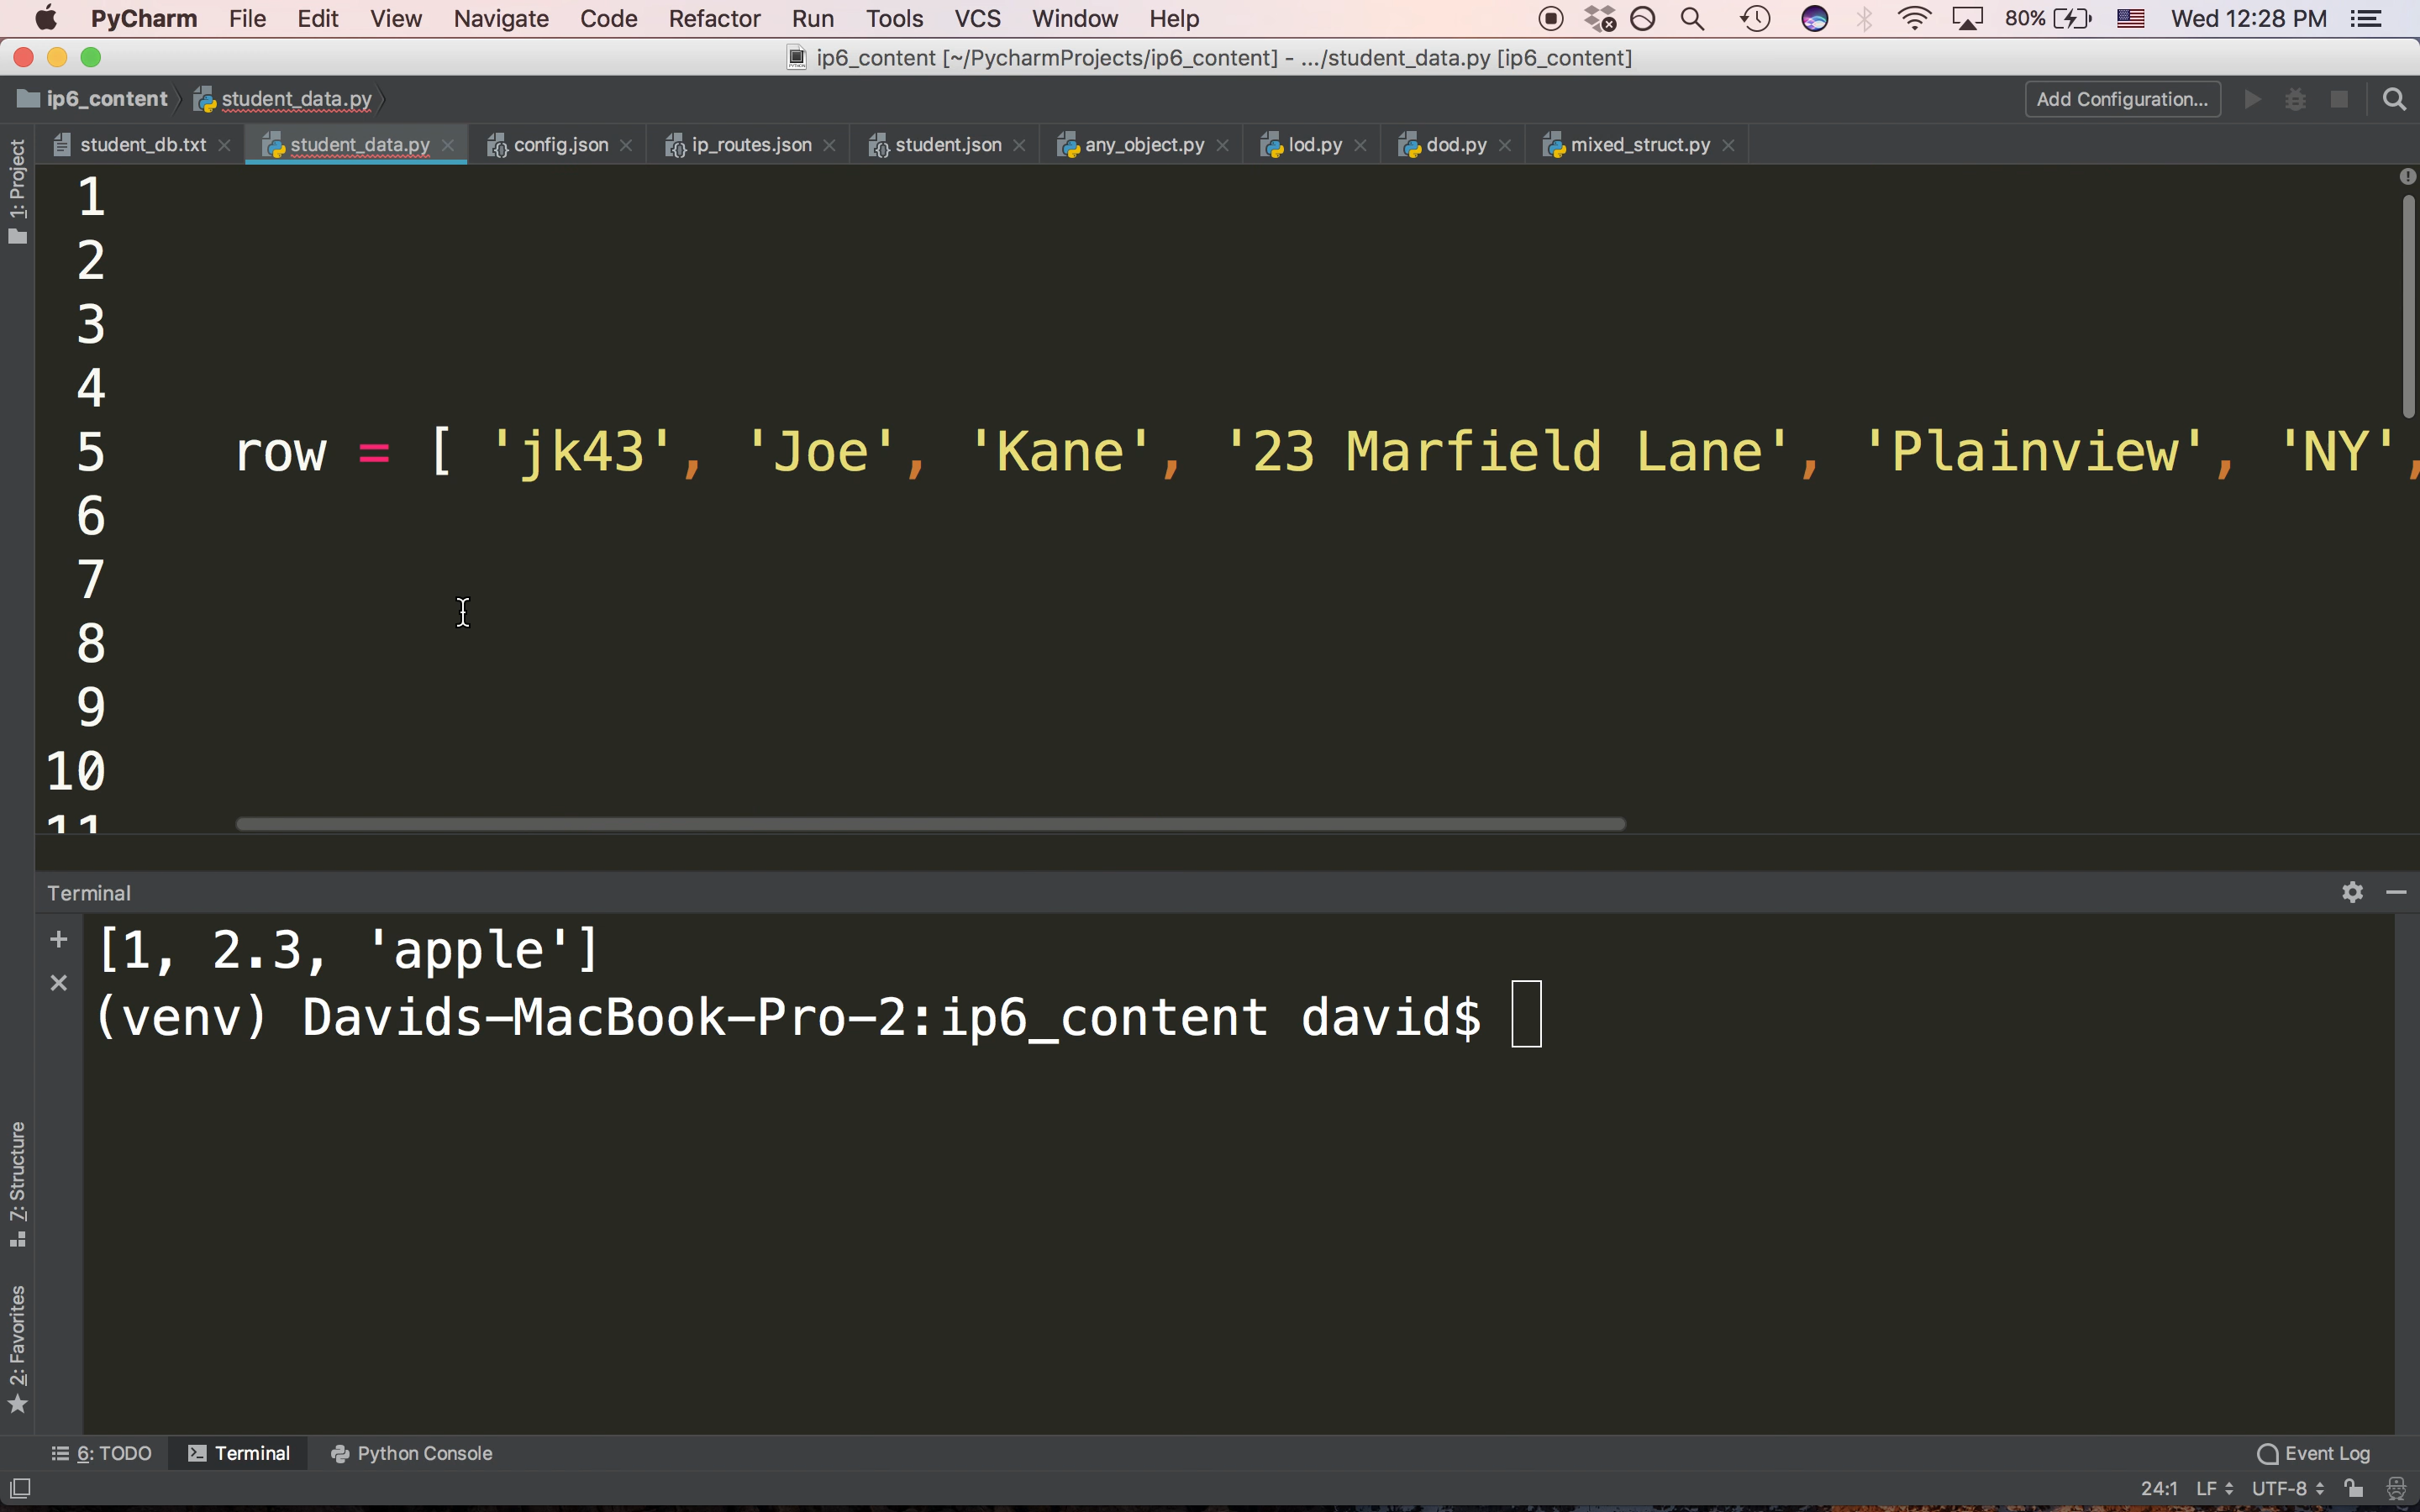 PyCharm File Edit View Navigate Code Refactor Run Tools VCS Window Help 80% Wed 12:28 PM
ip6_content [~/PycharmProjects/ip6_content] - .../student_data.py [ip6_content]
ip6_content student_data.py Add Configuration...
student_db.txt student_data.py config.json ip_routes.json student.json any_object.py lod.py dod.py mixed_struct.py
1: Project
1
2
3
4
5 row = [ 'jk43', 'Joe', 'Kane', '23 Marfield Lane', 'Plainview', 'NY',
6
7
8
9
10
11
Terminal
[1, 2.3, 'apple']
(venv) Davids-MacBook-Pro-2:ip6_content david$
Z: Structure
2: Favorites
6: TODO Terminal Python Console Event Log
24:1 LF UTF-8